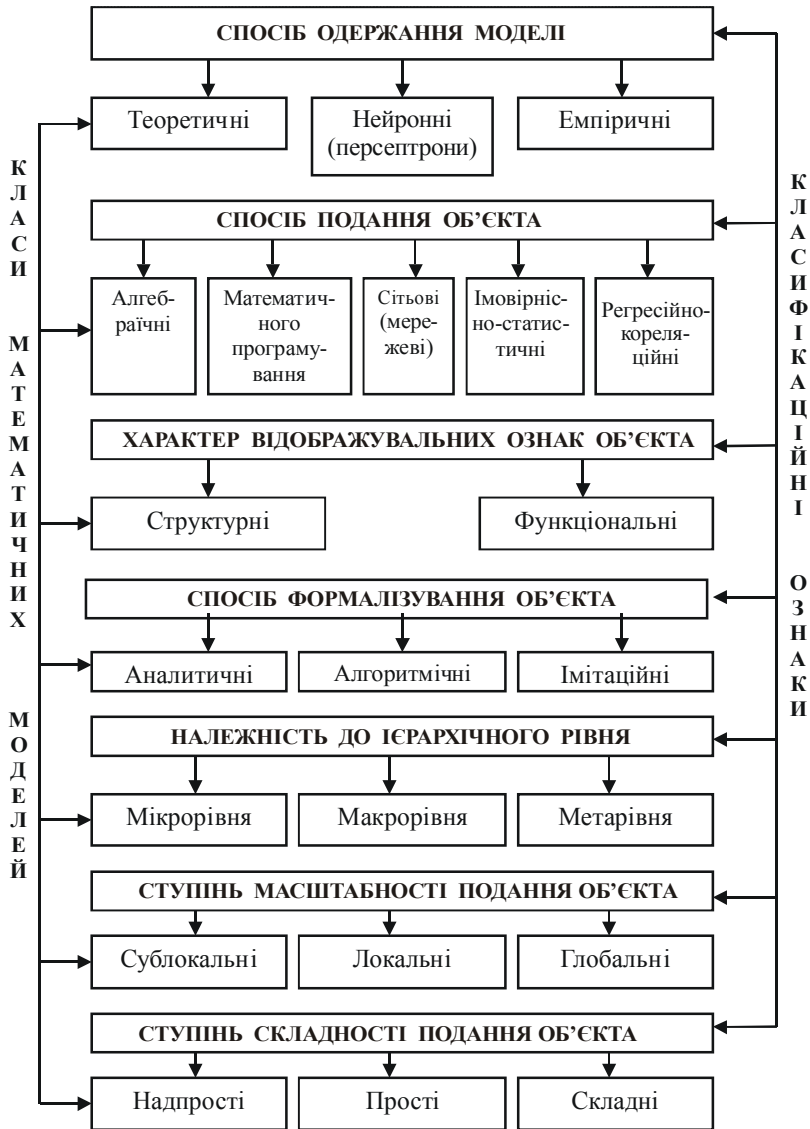 СПОСІБ ОДЕРЖАННЯ МОДЕЛІ
Теоретичні
Нейронні
(персептрони)
Емпіричні
СПОСІБ ПОДАННЯ ОБ’ЄКТА
Алгеб-
раїчні
Математич-
ного
програму-
вання
Сітьові
(мере-
жеві)
Імовірніс-
но-статис-
тичні
Регресійно-
кореля-
ційні
ХАРАКТЕР ВІДОБРАЖУВАЛЬНИХ ОЗНАК ОБ’ЄКТА
Структурні
Функціональні
СПОСІБ ФОРМАЛІЗУВАННЯ ОБ’ЄКТА
Аналитичні
Алгоритмічні
Імітаційні
НАЛЕЖНІСТЬ ДО ІЄРАРХІЧНОГО РІВНЯ
Мікрорівня
Макрорівня
Метарівня
СТУПІНЬ МАСШТАБНОСТІ ПОДАННЯ ОБ’ЄКТА
Сублокальні
Локальні
Глобальні
СТУПІНЬ СКЛАДНОСТІ ПОДАННЯ ОБ’ЄКТА
Надпрості
Прості
Складні
КЛАСИ МАТЕМАТИЧНИХ МОДЕЛЕЙ
КЛАСИФІКАЦІЙНІ ОЗНАКИ